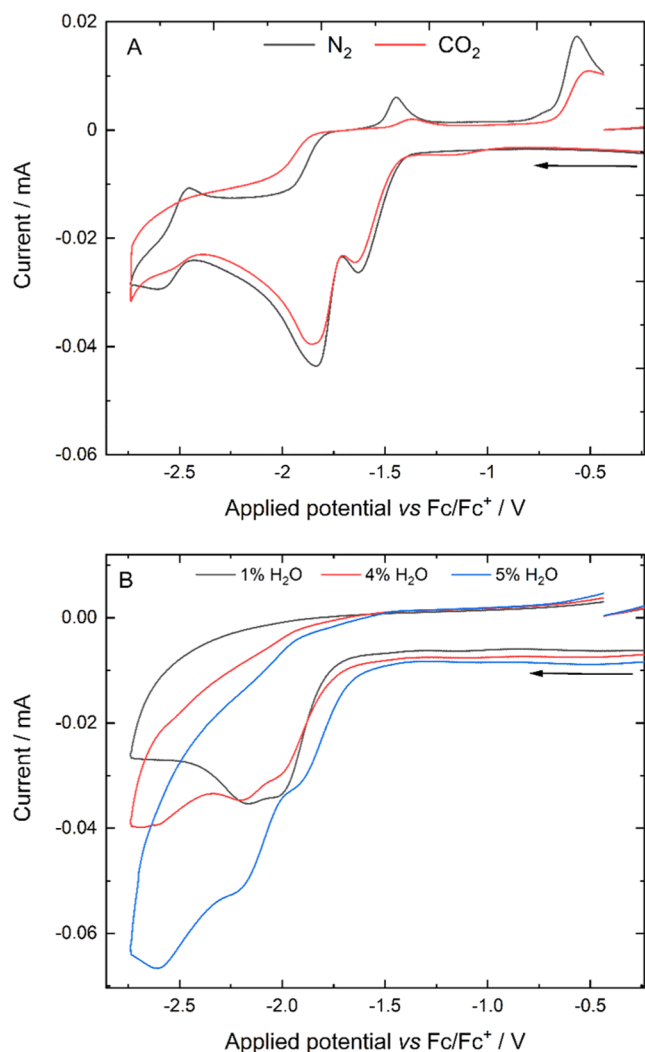 A
N₂ CO₂
0.02
0
-0.02
-0.04
-0.06
Current / mA
-2.5 -2 -1.5 -1 -0.5
Applied potential vs Fc/Fc⁺ / V
B
1% H₂O 4% H₂O 5% H₂O
0.00
-0.02
-0.04
-0.06
Current / mA
-2.5 -2.0 -1.5 -1.0 -0.5
Applied potential vs Fc/Fc⁺ / V